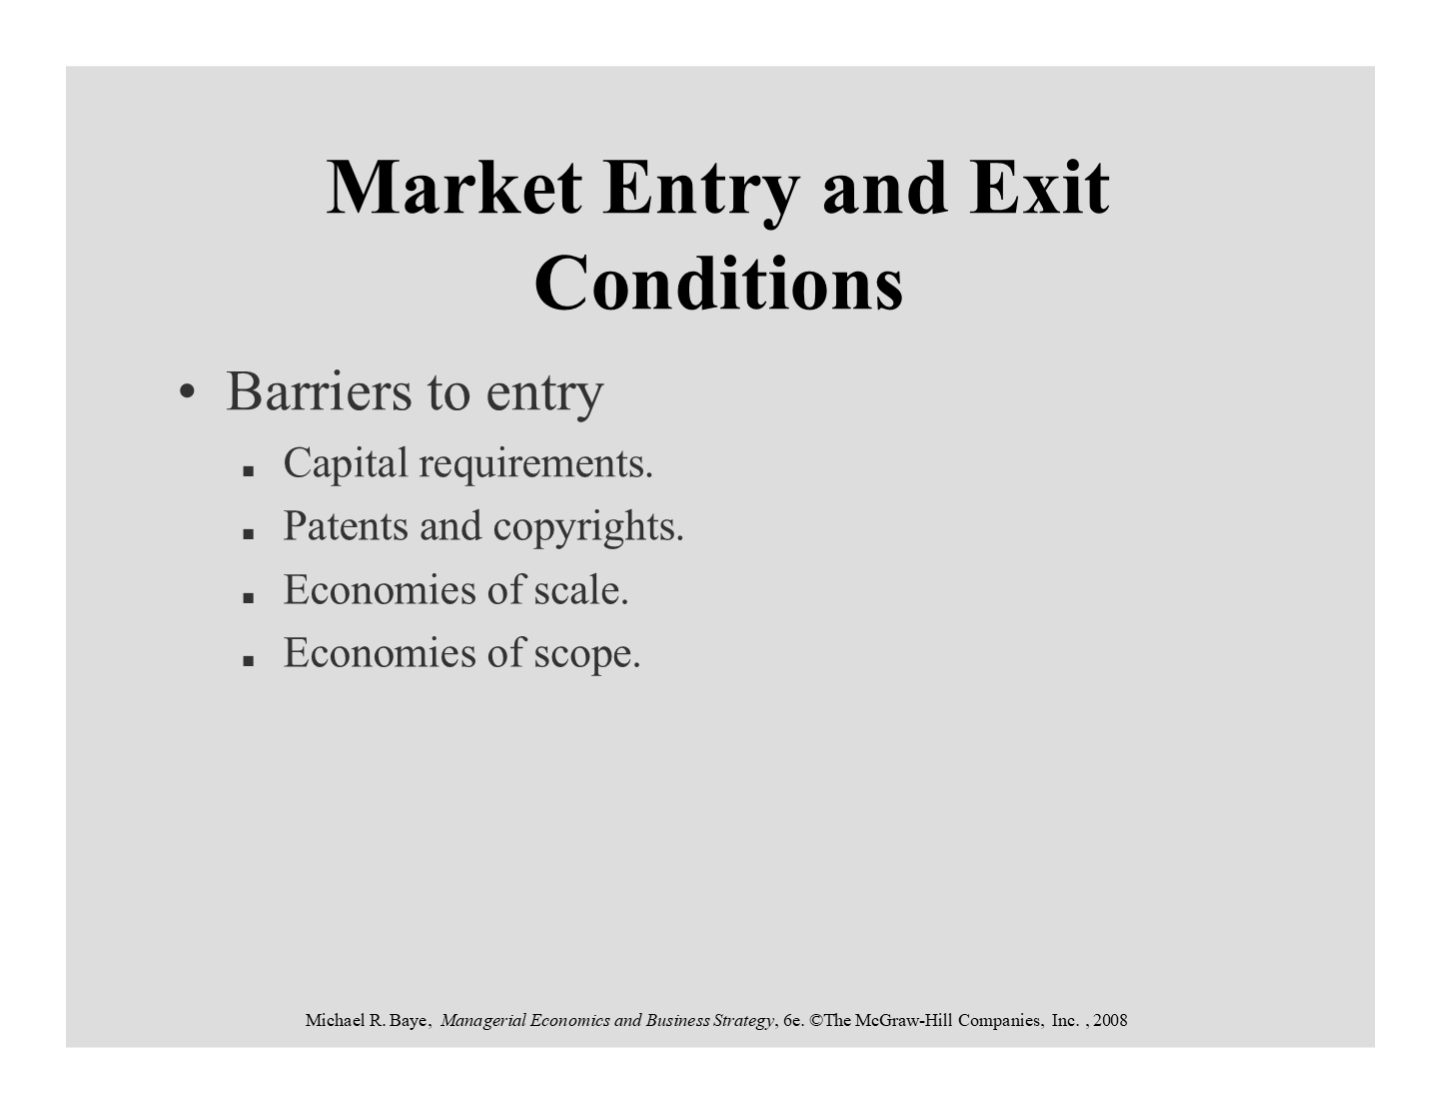 Market Entry and Exit
Conditions
• Barriers to entry
▪ Capital requirements.
▪ Patents and copyrights.
▪ Economies of scale.
▪ Economies of scope.
Michael R. Baye, Managerial Economics and Business Strategy, 6e. ©The McGraw-Hill Companies, Inc. , 2008